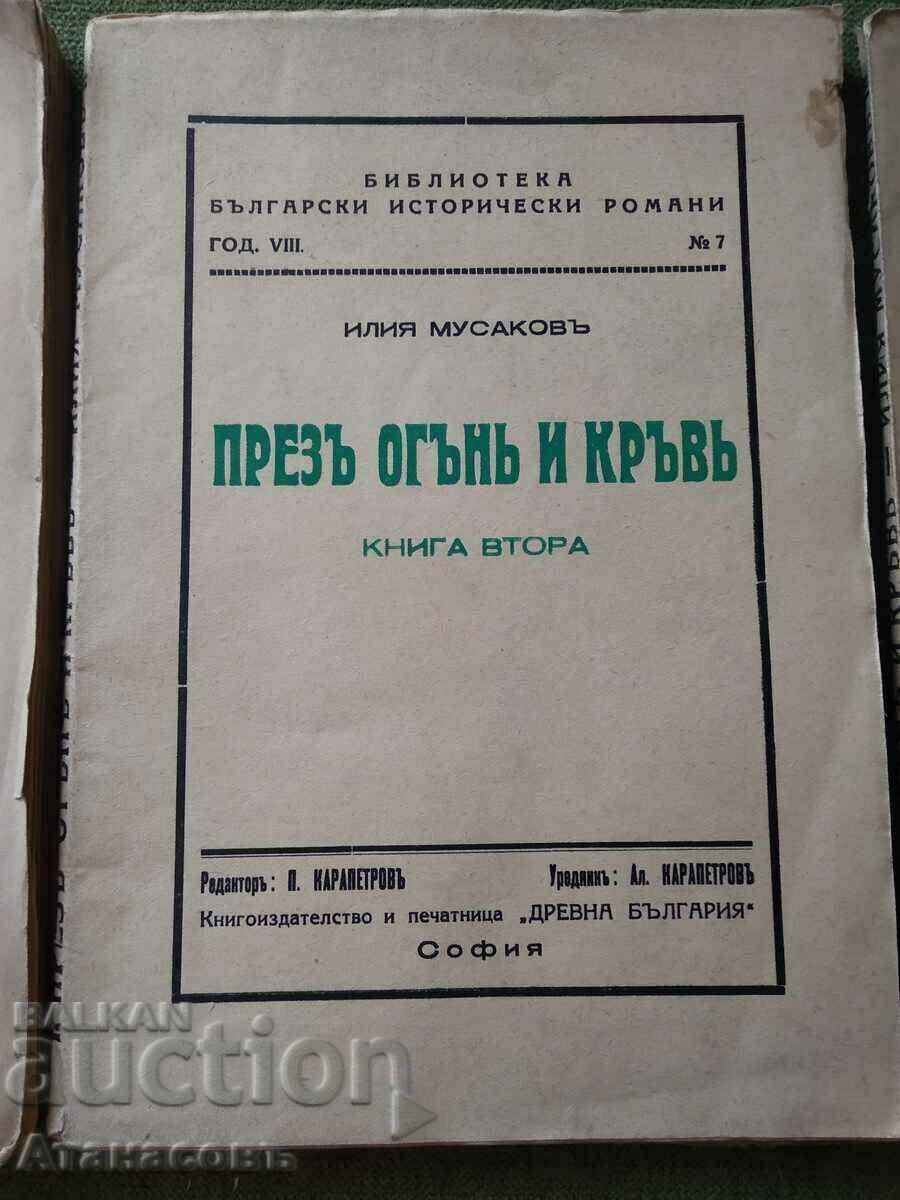 БИБЛИОТЕКА
БЪЛГАРСКИ ИСТОРИЧЕСКИ РОМАНИ
ГОД. VIII. № 7
ИЛИЯ МУСАКОВЪ
ПРЕЗЪ ОГЪНЬ И КРЪВЬ
КНИГА ВТОРА
Редакторъ: П. КАРАПЕТРОВЪ Уредникъ: Ал. КАРАПЕТРОВЪ
Книгоиздателство и печатница „ДРЕВНА БЪЛГАРИЯ“
София
BALKAN
auction
Атанасовъ